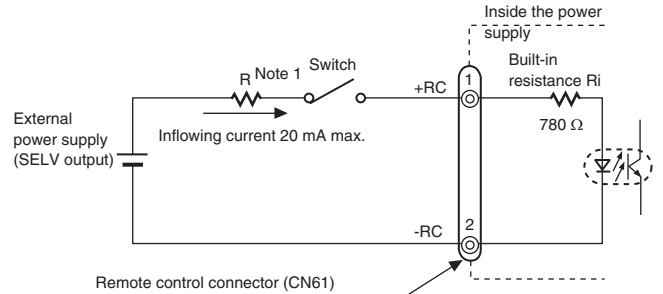 Inside the power
supply
Built-in
resistance Ri
780 Ω
R Note 1 Switch
+RC
1
Inflowing current 20 mA max.
External
power supply
(SELV output)
-RC
2
Remote control connector (CN61)